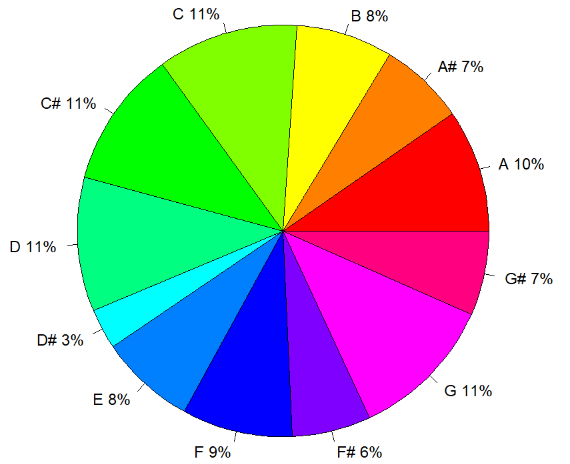 C 11%
B 8%
A# 7%
C# 11%
A 10%
D 11%
G# 7%
D# 3%
E 8%
G 11%
F 9%
F# 6%